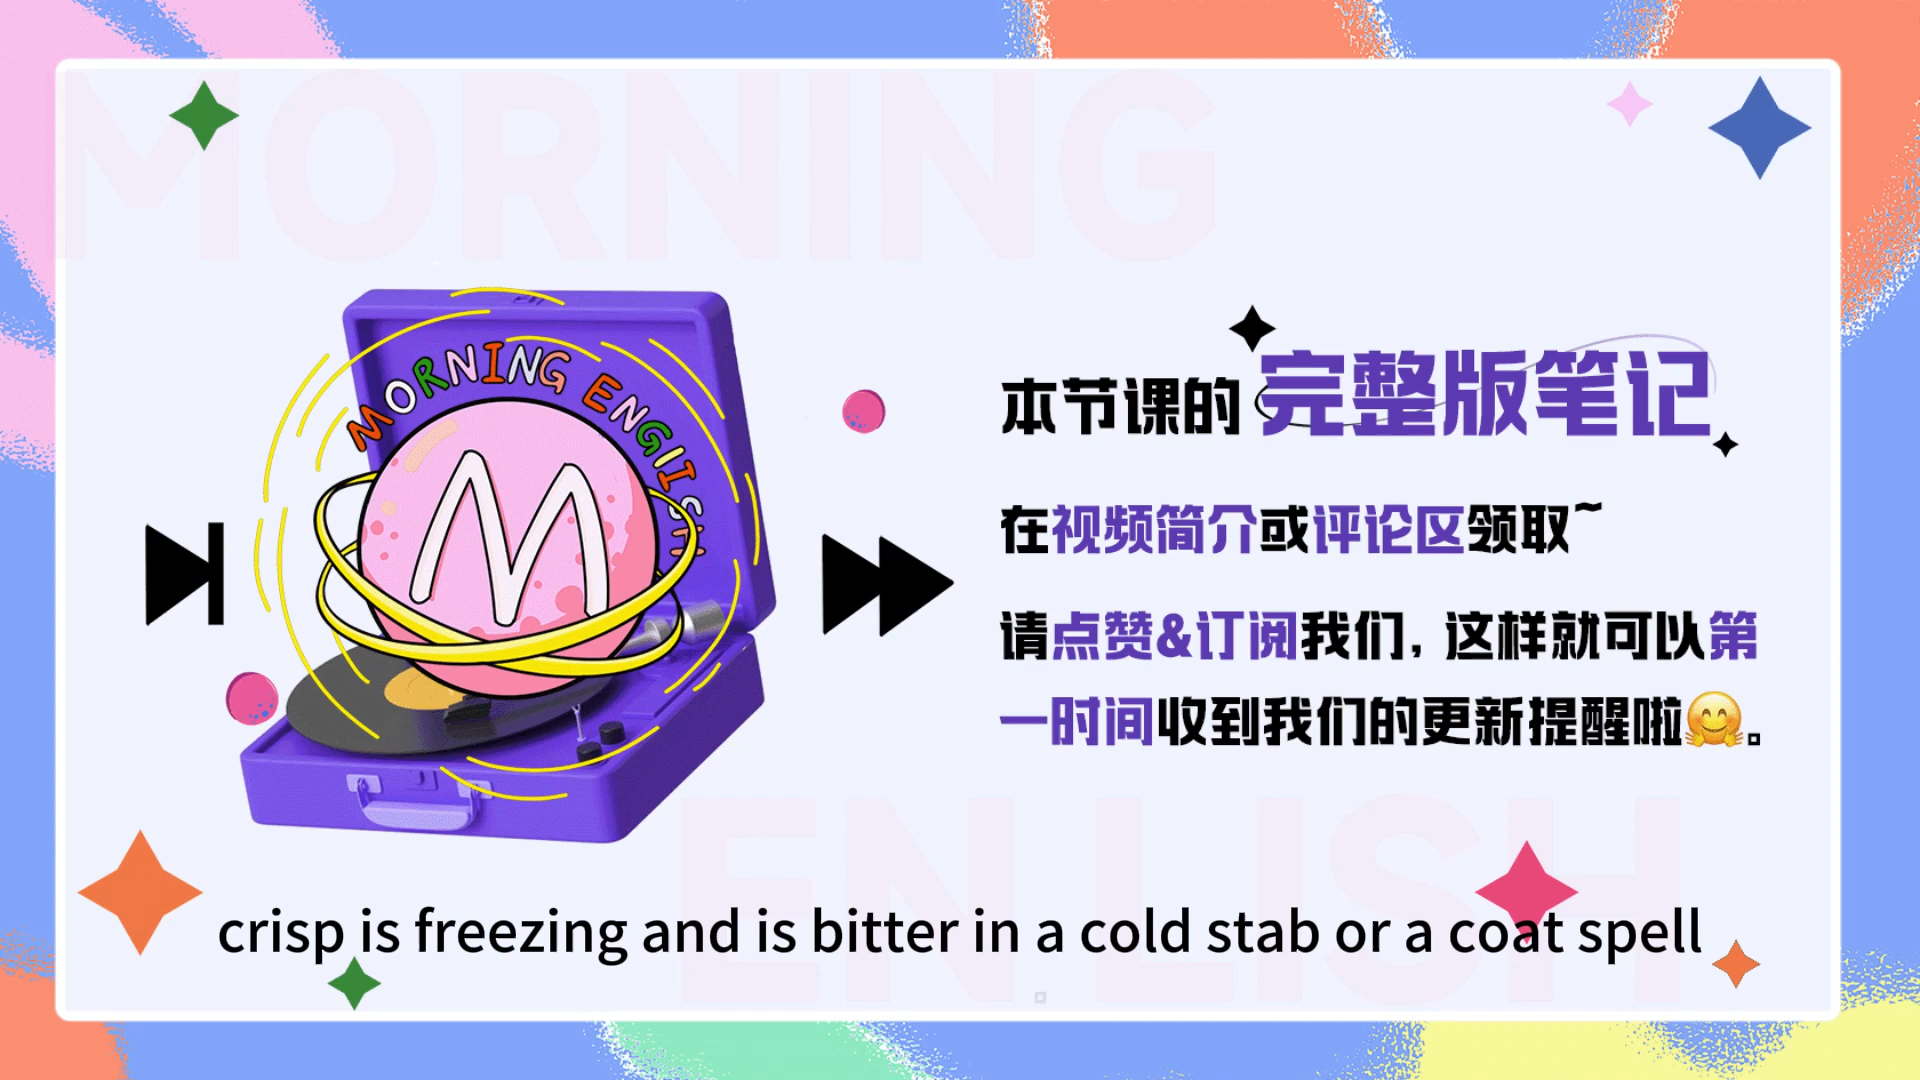 MORNING
MORNING ENGlISH
M
本节课的完整版笔记
在视频简介或评论区领取~
请点赞&订阅我们，这样就可以第
一时间收到我们的更新提醒啦🤗。
EN LISH
crisp is freezing and is bitter in a cold stab or a coat spell